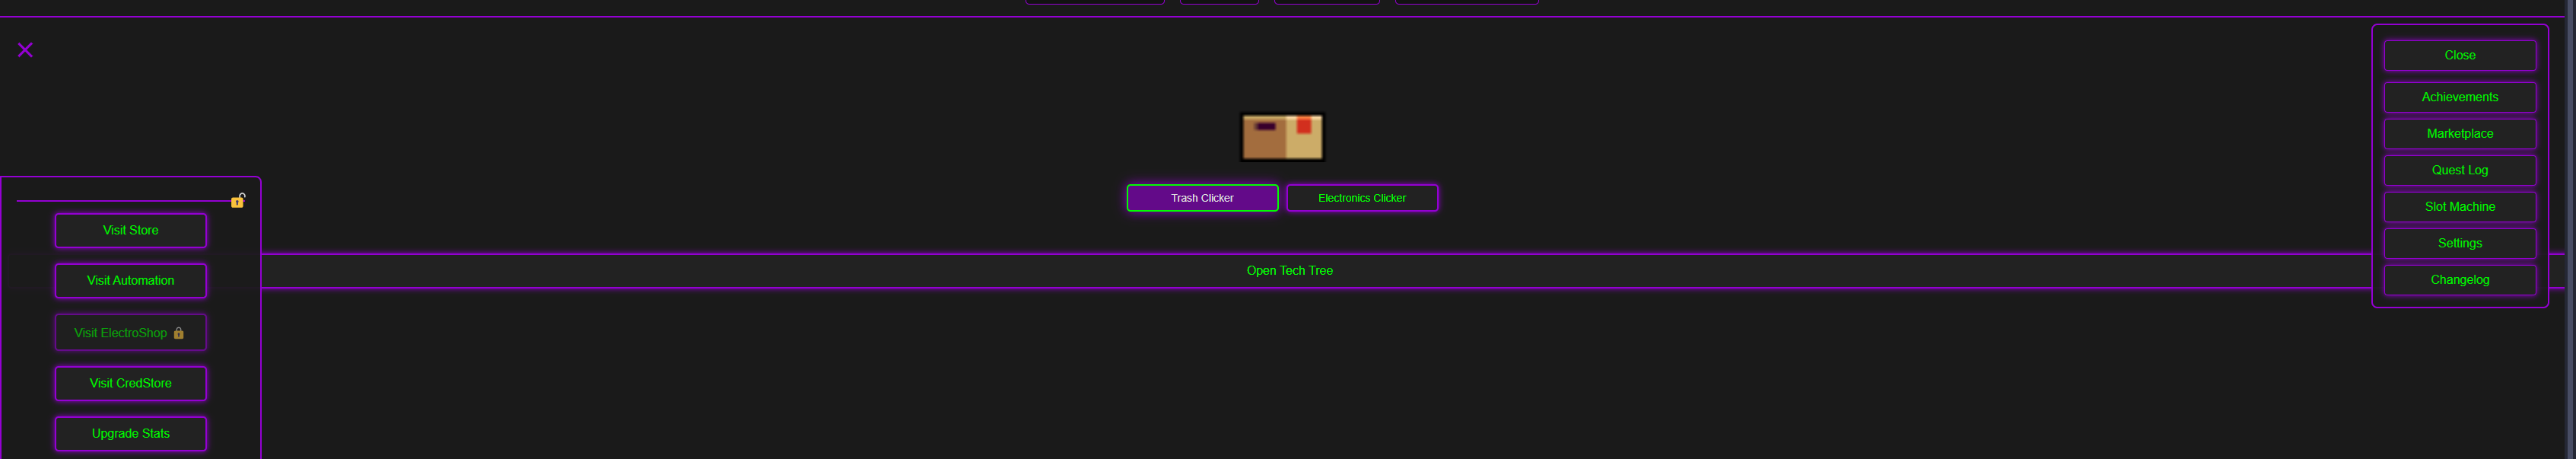 Trash Clicker
Electronics Clicker
Open Tech Tree
Visit Store
Visit Automation
Visit ElectroShop
Visit CredStore
Upgrade Stats
Close
Achievements
Marketplace
Quest Log
Slot Machine
Settings
Changelog